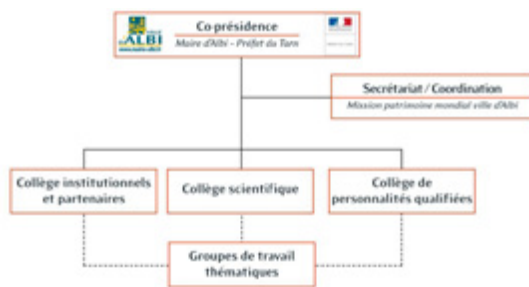 Co-présidence
Maire d'Albi - Préfet du Tarn
ALBI
Secrétariat / Coordination
Mission patrimoine mondial ville d'Albi
Collège institutionnels
et partenaires
Collège scientifique
Collège de
personnalités qualifiées
Groupes de travail
thématiques